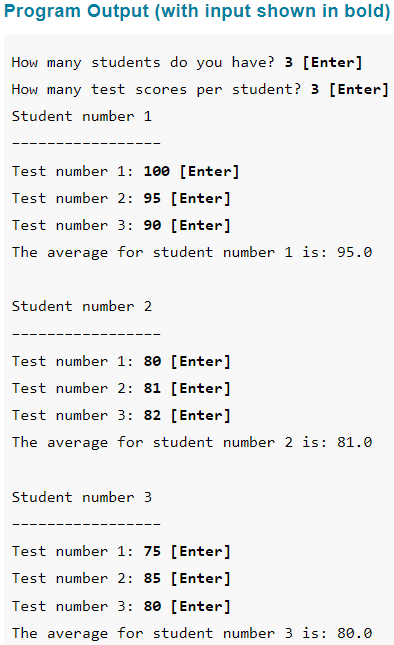 Program Output (with input shown in bold)
How many students do you have? 3 [Enter]
How many test scores per student? 3 [Enter]
Student number 1
-----------------
Test number 1: 100 [Enter]
Test number 2: 95 [Enter]
Test number 3: 90 [Enter]
The average for student number 1 is: 95.0
Student number 2
-----------------
Test number 1: 80 [Enter]
Test number 2: 81 [Enter]
Test number 3: 82 [Enter]
The average for student number 2 is: 81.0
Student number 3
-----------------
Test number 1: 75 [Enter]
Test number 2: 85 [Enter]
Test number 3: 80 [Enter]
The average for student number 3 is: 80.0